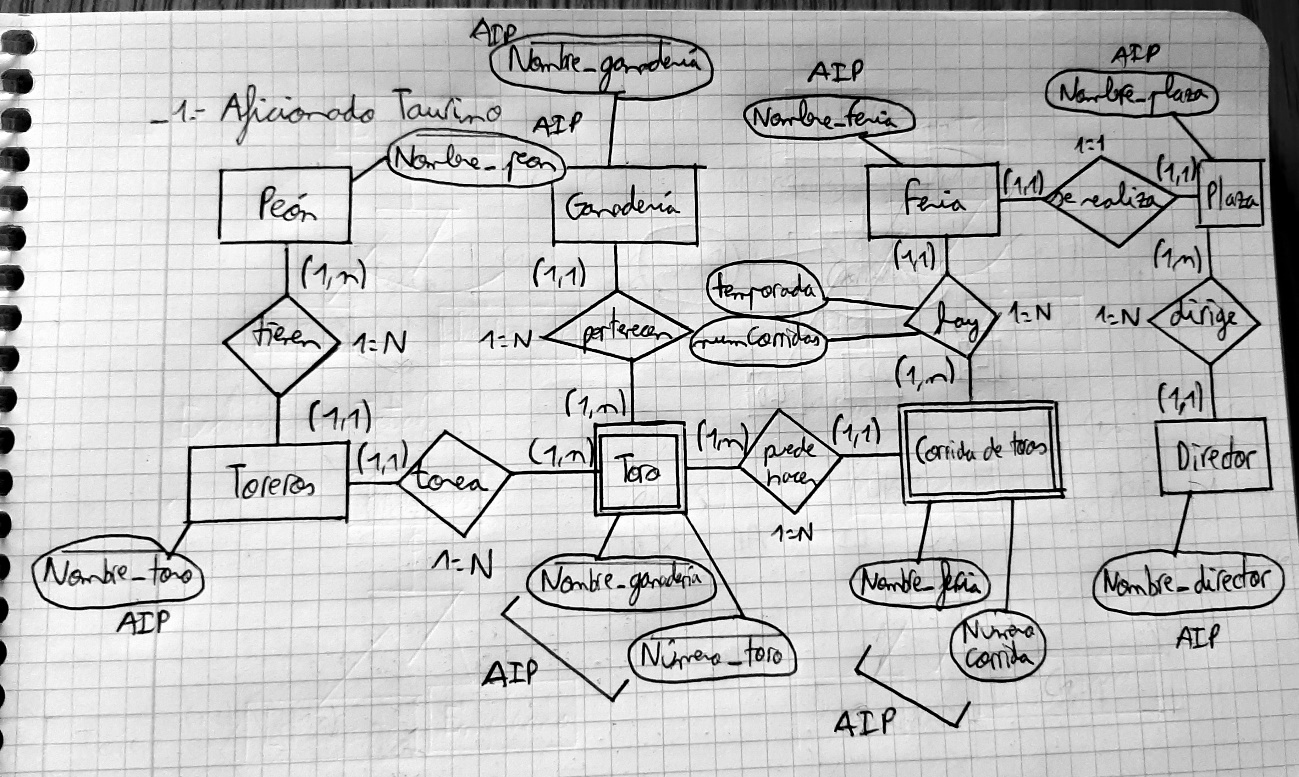 _1.- Aficionado Taurino
AIP
Nombre_ganadería
AIP
Nombre_peon
AIP
Nombre_feria
AIP
Nombre_plaza
Peón
Ganadería
Feria
(1,1)
se realiza
1=1
(1,1)
Plaza
(1,n)
(1,1)
(1,1)
(1,n)
tienen
1=N
1=N
pertenecen
temporada
numCorridas
hay
1=N
1=N
dirige
(1,1)
(1,n)
(1,n)
(1,1)
Toreros
(1,1)
torea
1=N
(1,n)
Toro
(1,n)
puede
hacer
1=N
(1,1)
Corrida de toros
Director
Nombre_toro
AIP
Nombre_ganadería
Número_toro
AIP
Nombre_feria
Número
corrida
AIP
Nombre_director
AIP